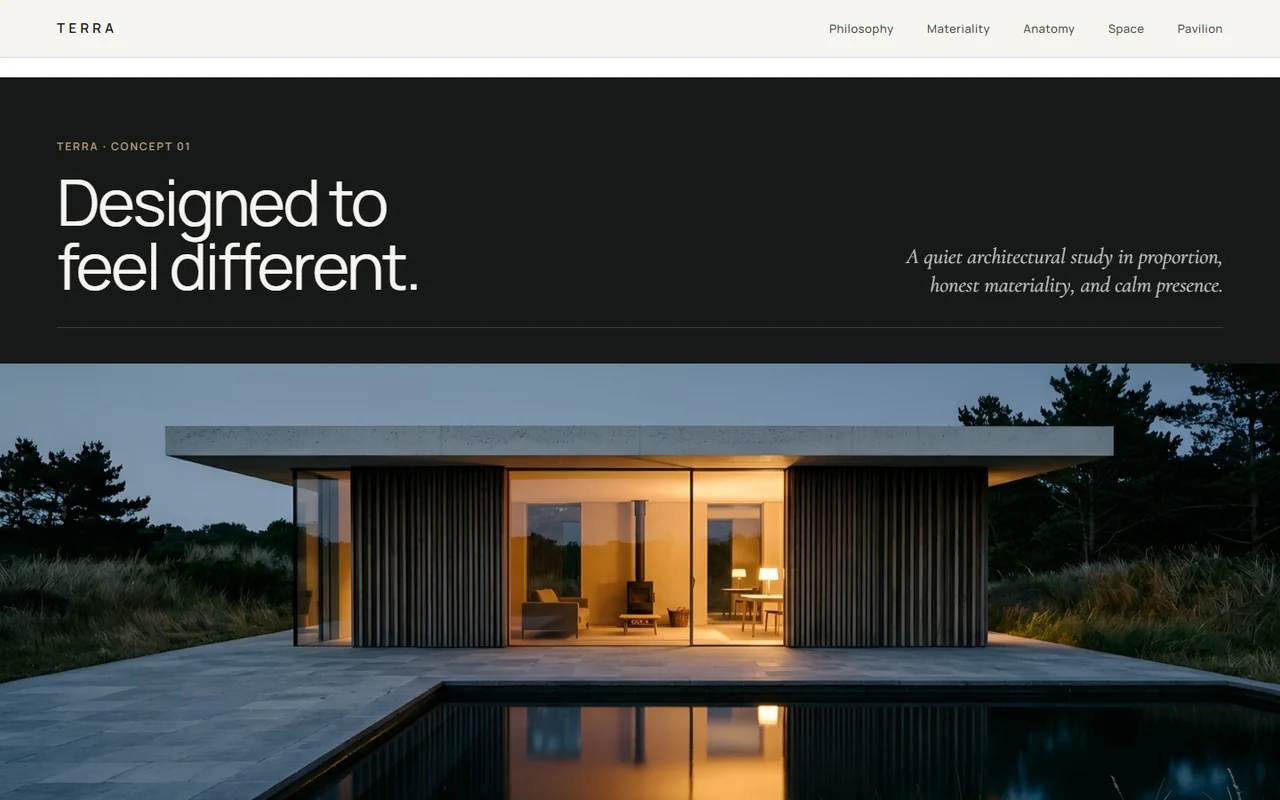 TERRA
Philosophy
Materiality
Anatomy
Space
Pavilion
TERRA · CONCEPT 01
Designed to
feel different.
A quiet architectural study in proportion,
honest materiality, and calm presence.